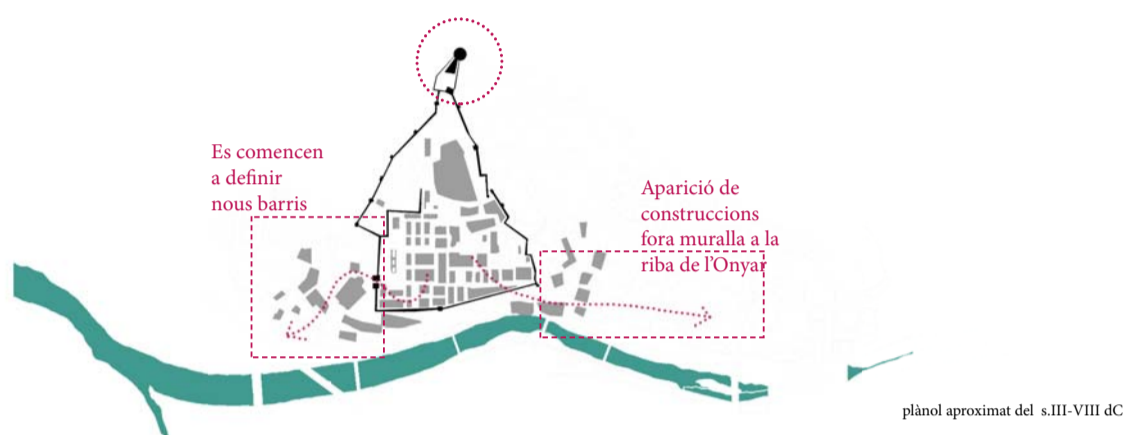 Es comencen
a definir
nous barris
Aparició de
construccions
fora muralla a la
riba de l'Onyar
plànol aproximat del s.III-VIII dC